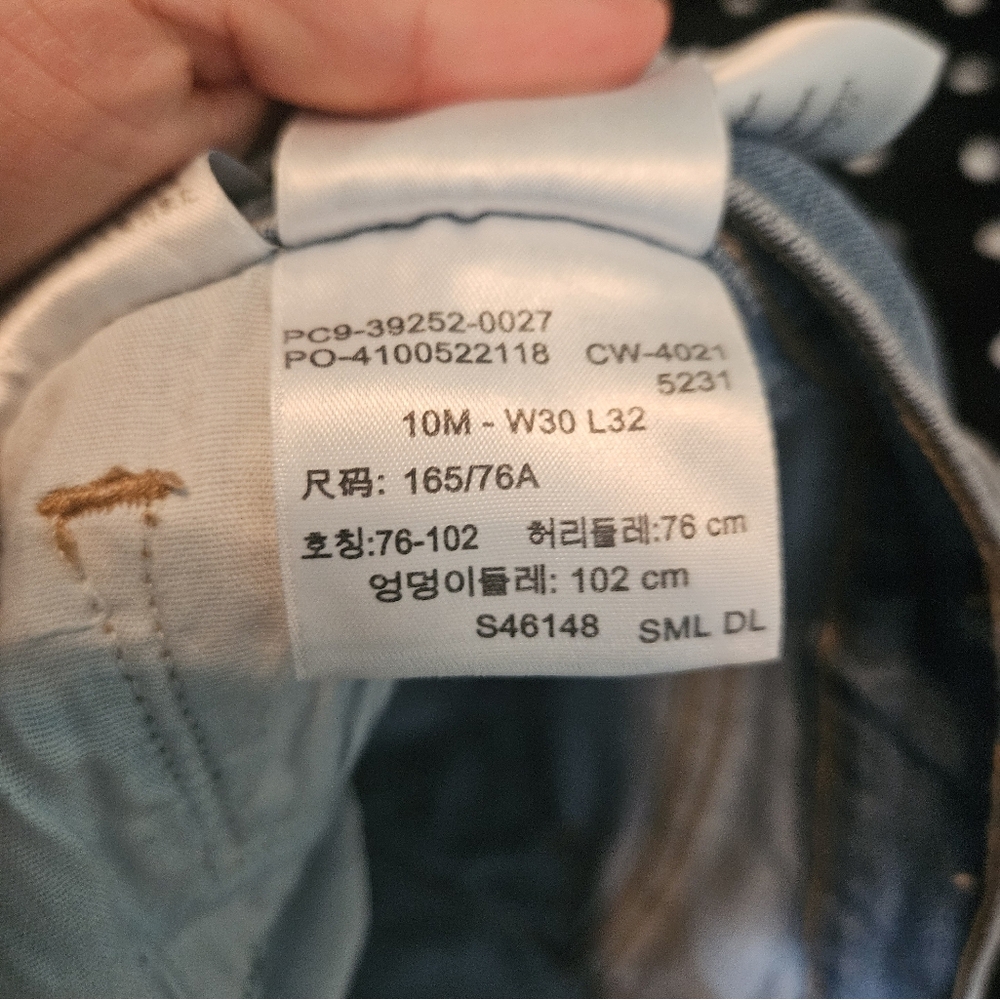 PC9-39252-0027
PO-4100522118 CW-4021
5231
10M - W30 L32
尺码: 165/76A
호칭:76-102 허리둘레:76 cm
엉덩이둘레: 102 cm
S46148 SML DL